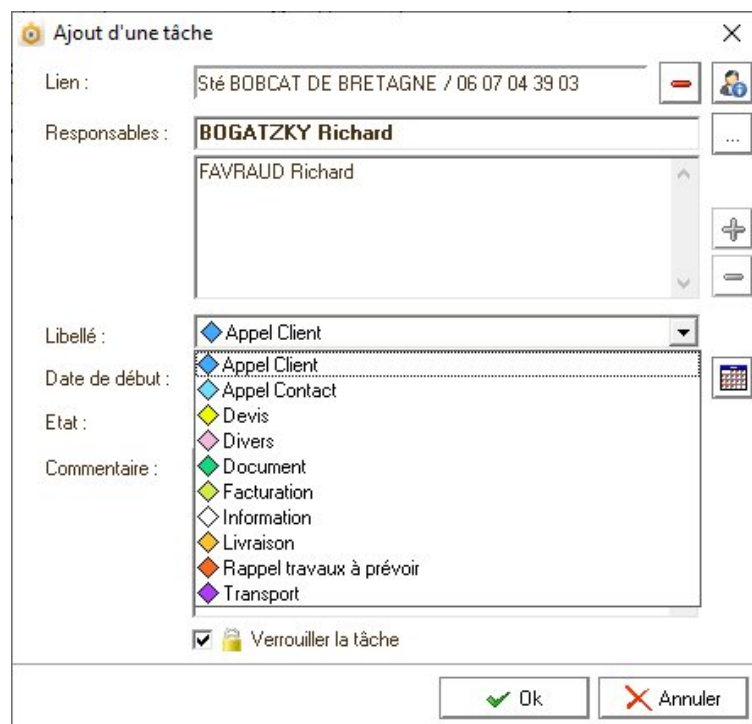 Ajout d'une tâche
Lien :
Sté BOBCAT DE BRETAGNE / 06 07 04 39 03
Responsables :
BOGATZKY Richard
...
FAVRAUD Richard
Libellé :
Appel Client
Appel Client
Date de début :
Appel Contact
Devis
Etat :
Divers
Commentaire :
Document
Facturation
Information
Livraison
Rappel travaux à prévoir
Transport
Verrouiller la tâche
Ok
Annuler